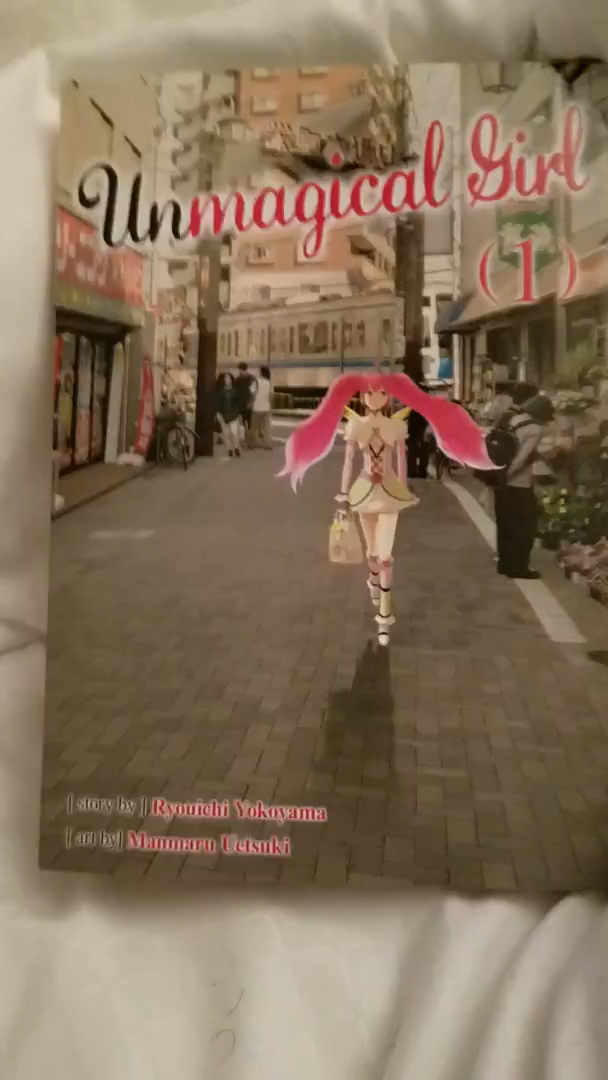 Unmagical Girl
(1)
[ story by ] Ryouichi Yokoyama
[ art by] Manmaru Uetsuki